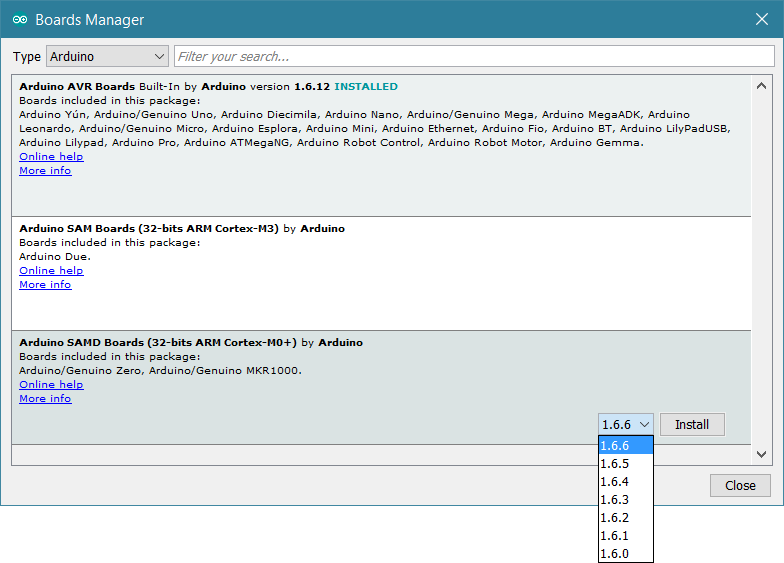 Boards Manager
Type Arduino Filter your search...
Arduino AVR Boards Built-In by Arduino version 1.6.12 INSTALLED
Boards included in this package:
Arduino Yún, Arduino/Genuino Uno, Arduino Diecimila, Arduino Nano, Arduino/Genuino Mega, Arduino MegaADK, Arduino
Leonardo, Arduino/Genuino Micro, Arduino Esplora, Arduino Mini, Arduino Ethernet, Arduino Fio, Arduino BT, Arduino LilyPadUSB,
Arduino Lilypad, Arduino Pro, Arduino ATMegaNG, Arduino Robot Control, Arduino Robot Motor, Arduino Gemma.
Online help
More info
Arduino SAM Boards (32-bits ARM Cortex-M3) by Arduino
Boards included in this package:
Arduino Due.
Online help
More info
Arduino SAMD Boards (32-bits ARM Cortex-M0+) by Arduino
Boards included in this package:
Arduino/Genuino Zero, Arduino/Genuino MKR1000.
Online help
More info
1.6.6 Install
1.6.6
1.6.5
1.6.4
1.6.3
1.6.2
1.6.1
1.6.0
Close